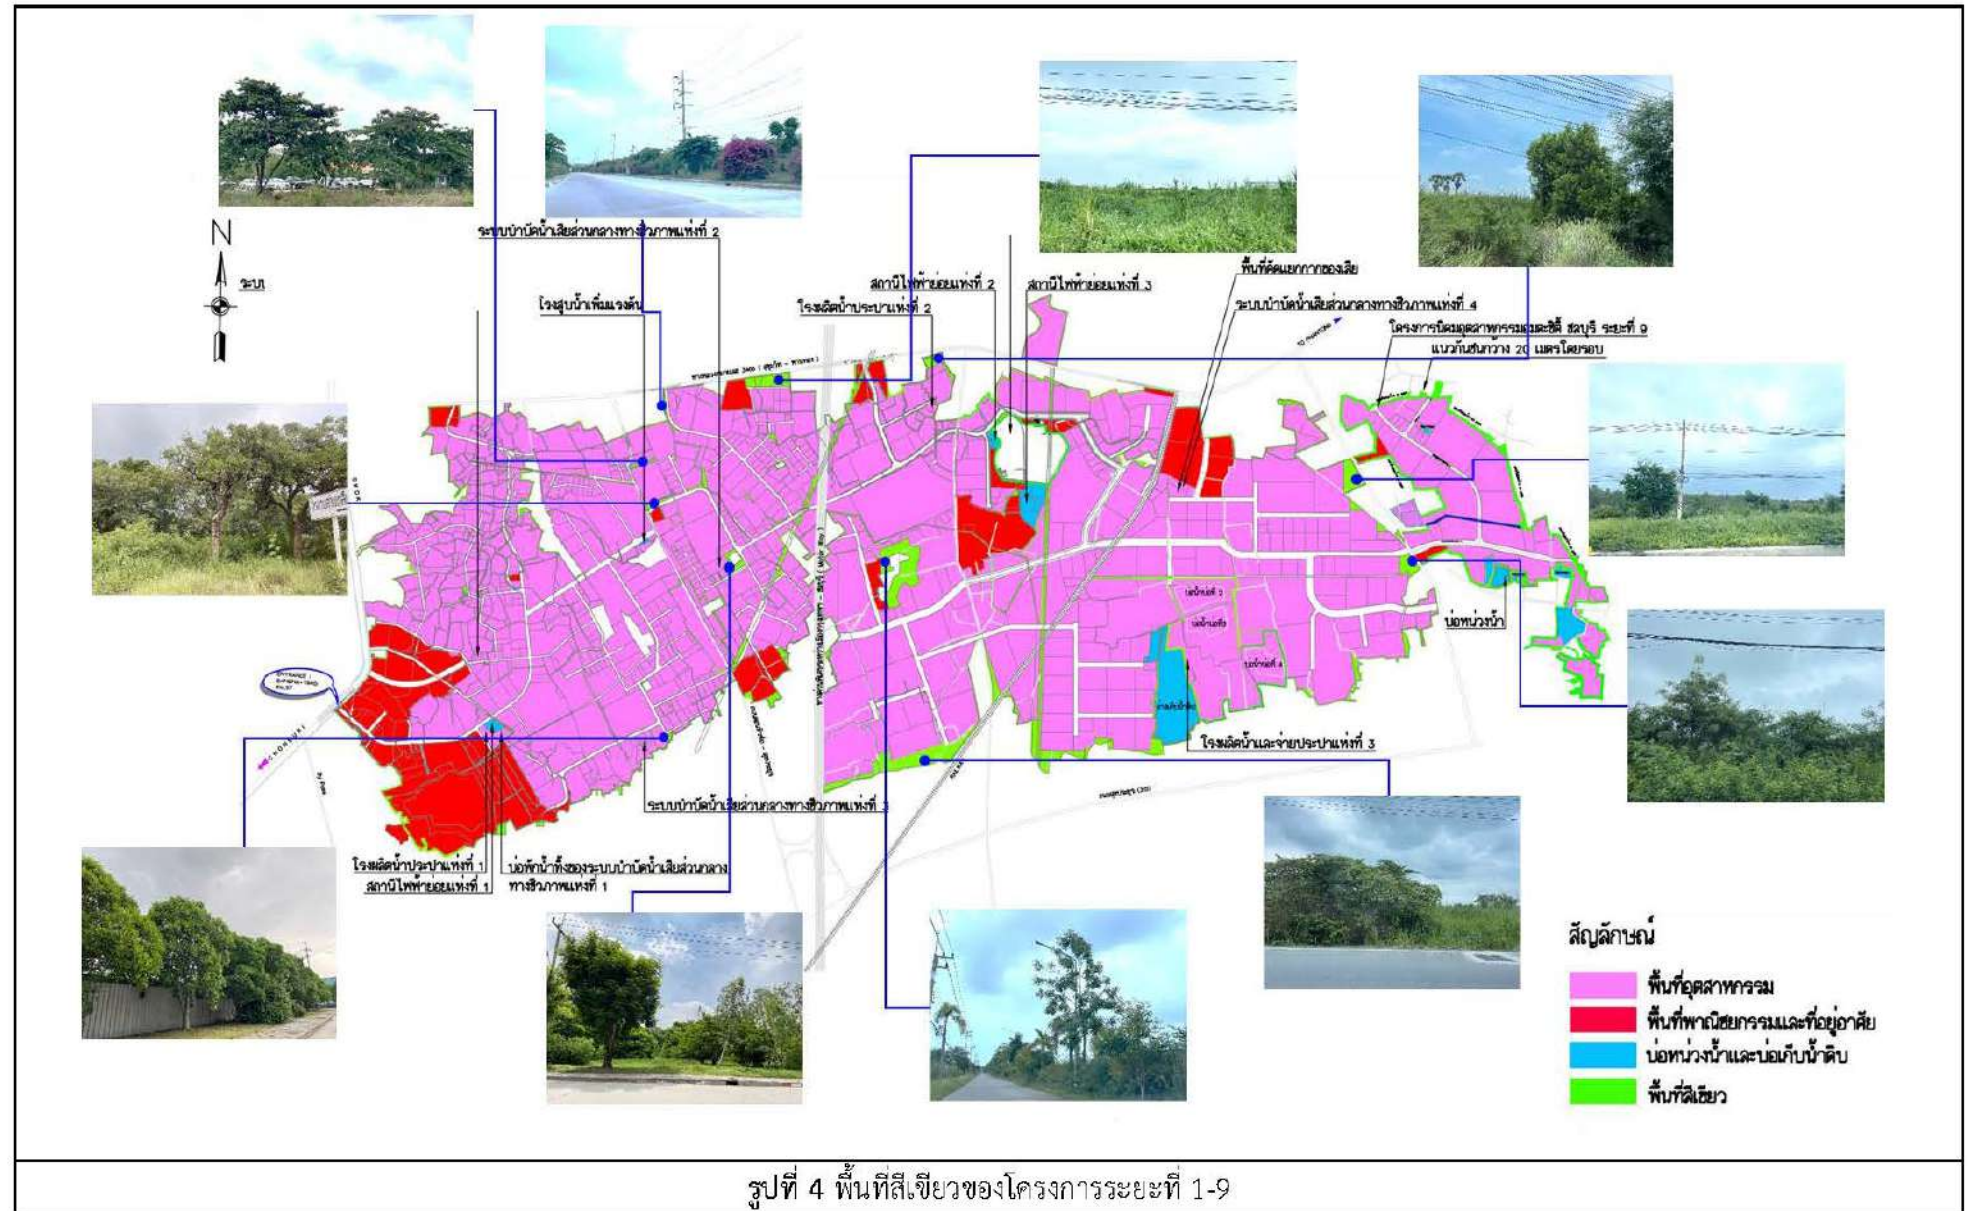 ระบบบำบัดน้ำเสียส่วนกลางทางชีวภาพแห่งที่ 2
N
โรงสูบน้ำเพิ่มแรงดัน
สถานีไฟฟ้าย่อยแห่งที่ 2
สถานีไฟฟ้าย่อยแห่งที่ 3
โรงผลิตน้ำประปาแห่งที่ 2
พื้นที่คัดแยกกากของเสีย
ระบบบำบัดน้ำเสียส่วนกลางทางชีวภาพแห่งที่ 4
โครงการนิคมอุตสาหกรรมอมตะซิตี้ ชลบุรี ระยะที่ 9
แนวกันชนกว้าง 20 เมตรโดยรอบ
บ่อน้ำบ่อที่ 2
บ่อน้ำบ่อที่ 4
บ่อหน่วงน้ำ
โรงผลิตน้ำและจ่ายประปาแห่งที่ 3
ระบบบำบัดน้ำเสียส่วนกลางทางชีวภาพแห่งที่ 3
โรงผลิตน้ำประปาแห่งที่ 1
สถานีไฟฟ้าย่อยแห่งที่ 1
บ่อพักน้ำทิ้งของระบบบำบัดน้ำเสียส่วนกลาง
ทางชีวภาพแห่งที่ 1
สัญลักษณ์
พื้นที่อุตสาหกรรม
พื้นที่พาณิชยกรรมและที่อยู่อาศัย
บ่อหน่วงน้ำและบ่อเก็บน้ำดิบ
พื้นที่สีเขียว
รูปที่ 4 พื้นที่สีเขียวของโครงการระยะที่ 1-9